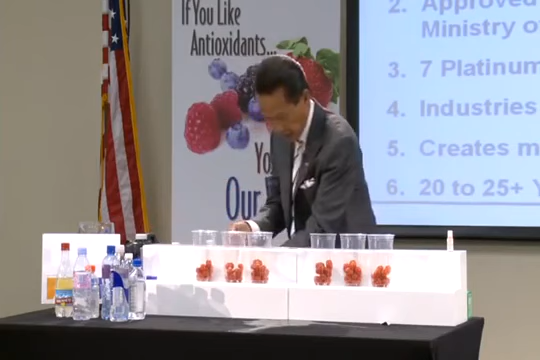 If You Like
Antioxidants...
Yo
Our
2. Approved
Ministry o
3. 7 Platinum
4. Industries
5. Creates m
6. 20 to 25+ Y